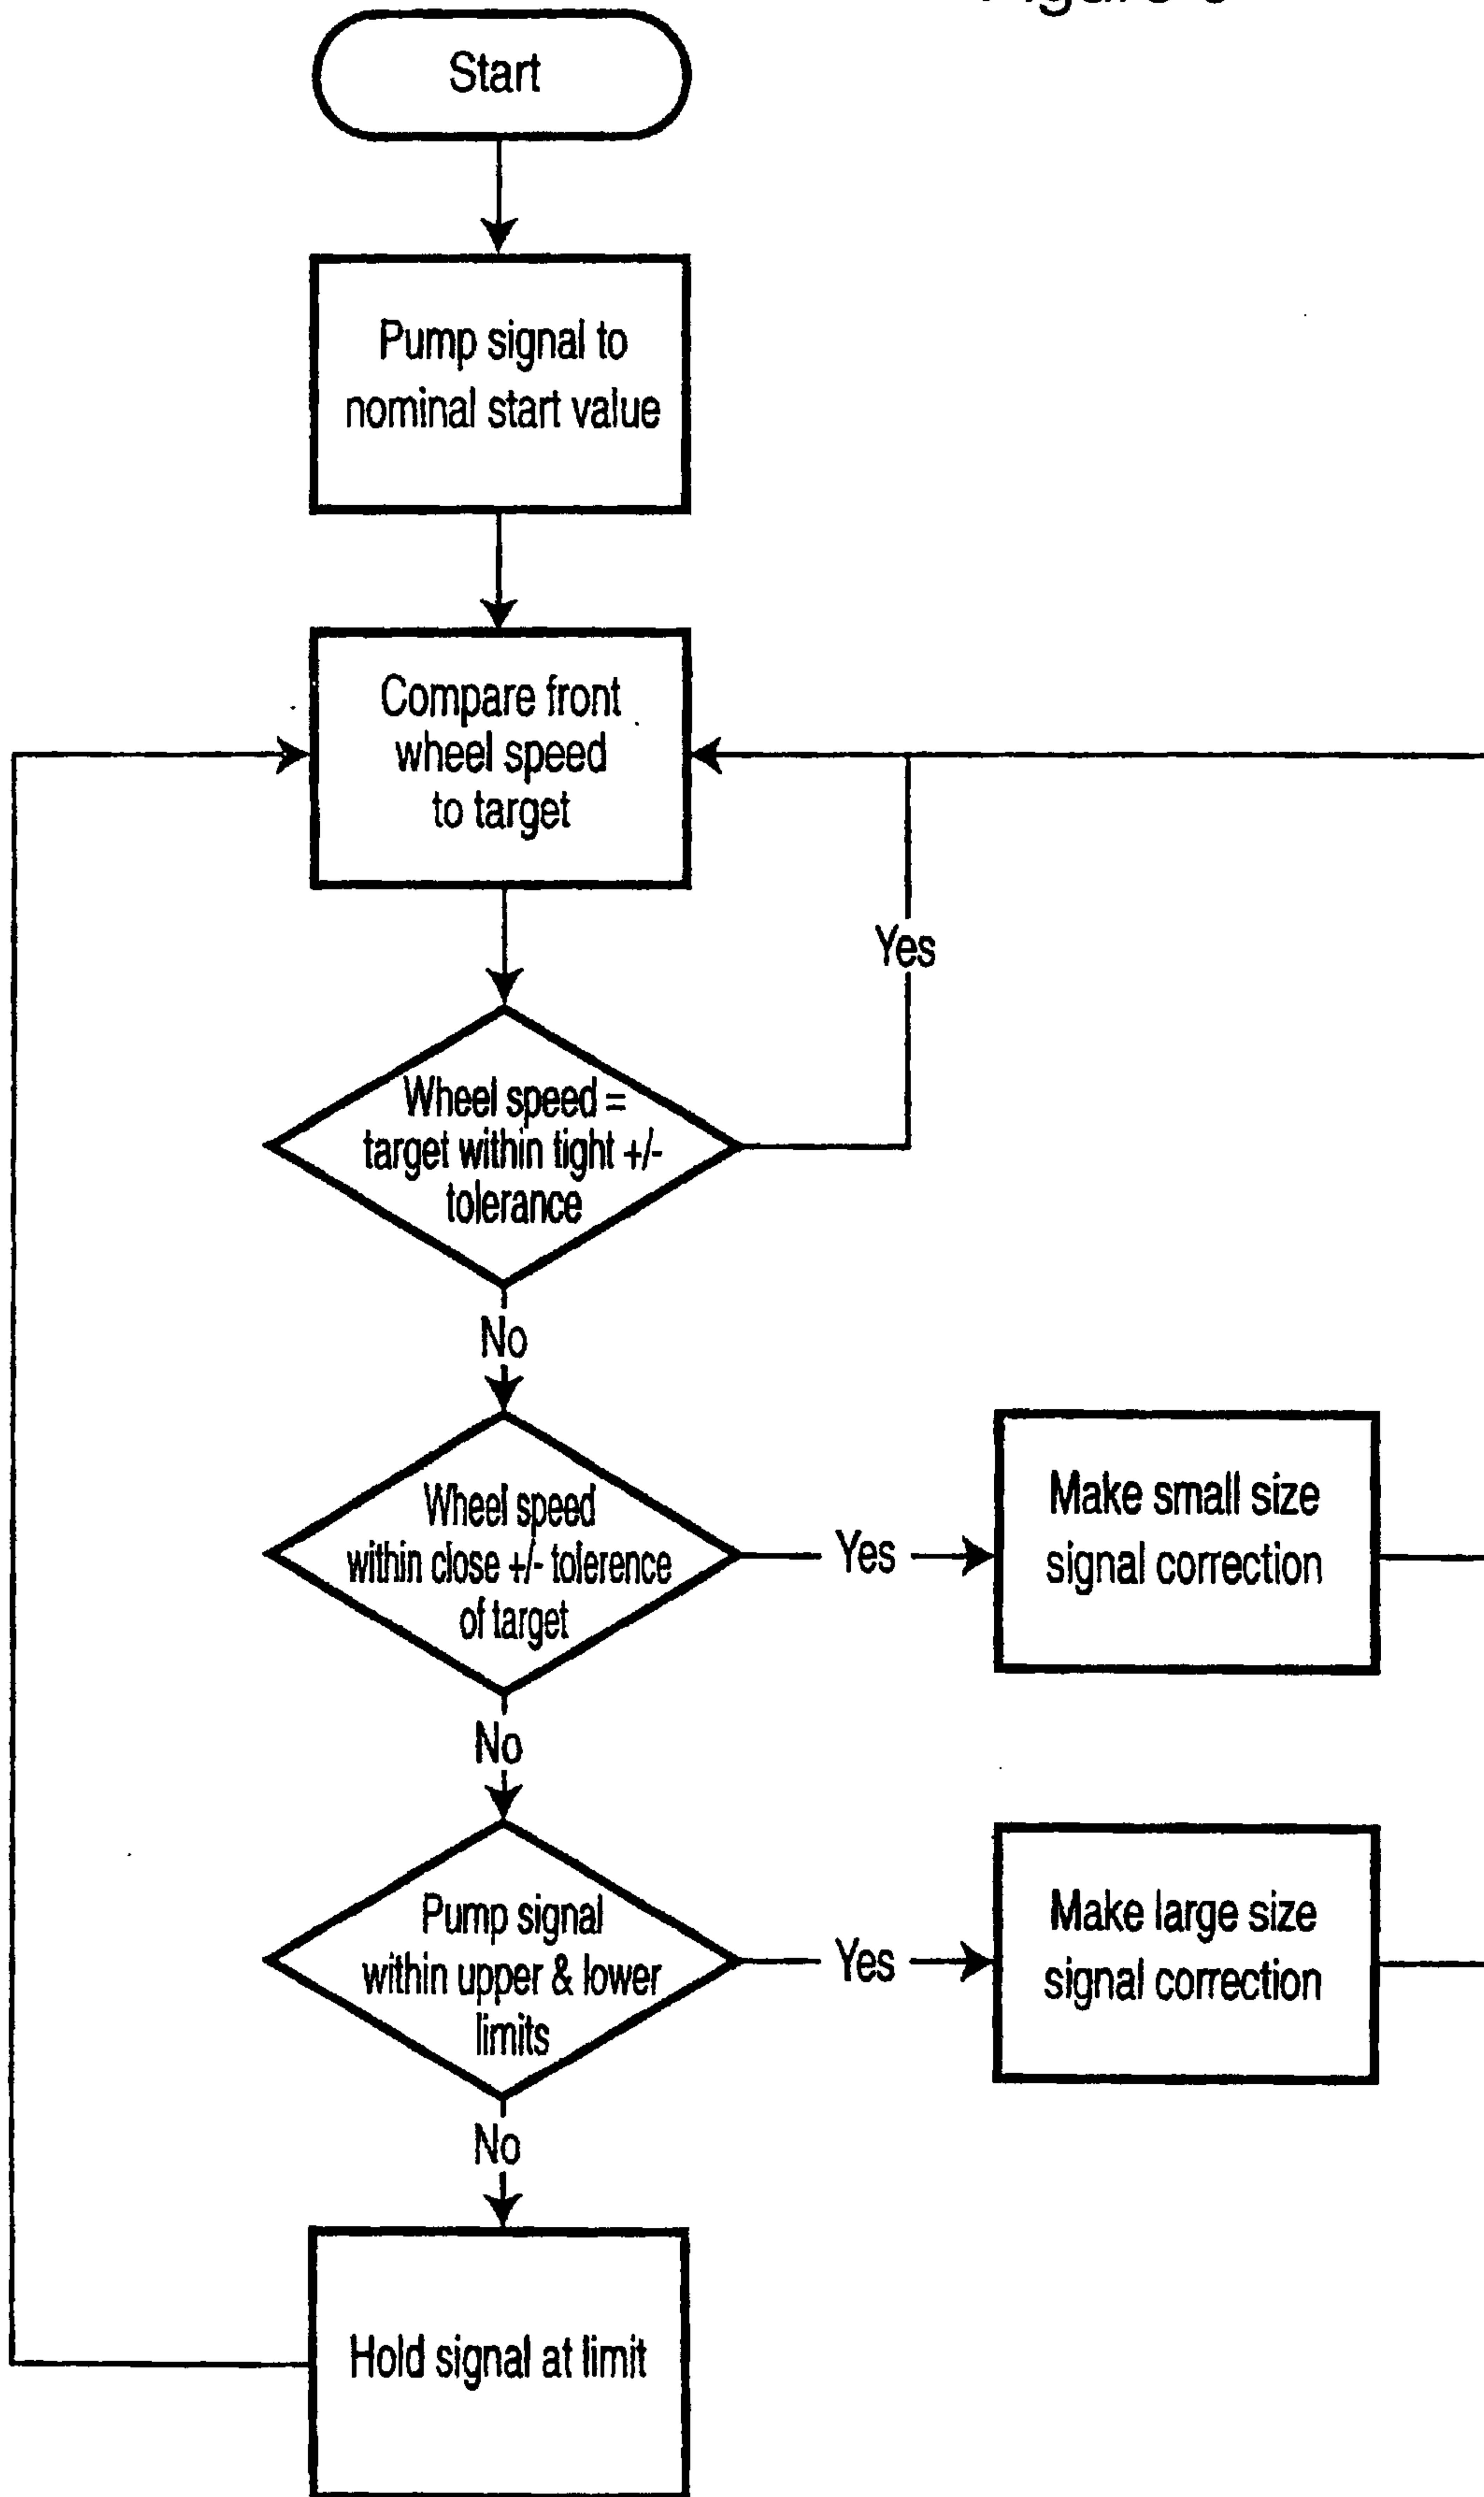 Start
Pump signal to
nominal start value
Compare front
wheel speed
to target
Yes
Wheel speed =
target within tight +/-
tolerance
No
Wheel speed
within close +/- tolerence
of target
Yes
Make small size
signal correction
No
Pump signal
within upper & lower
limits
Yes
Make large size
signal correction
No
Hold signal at limit